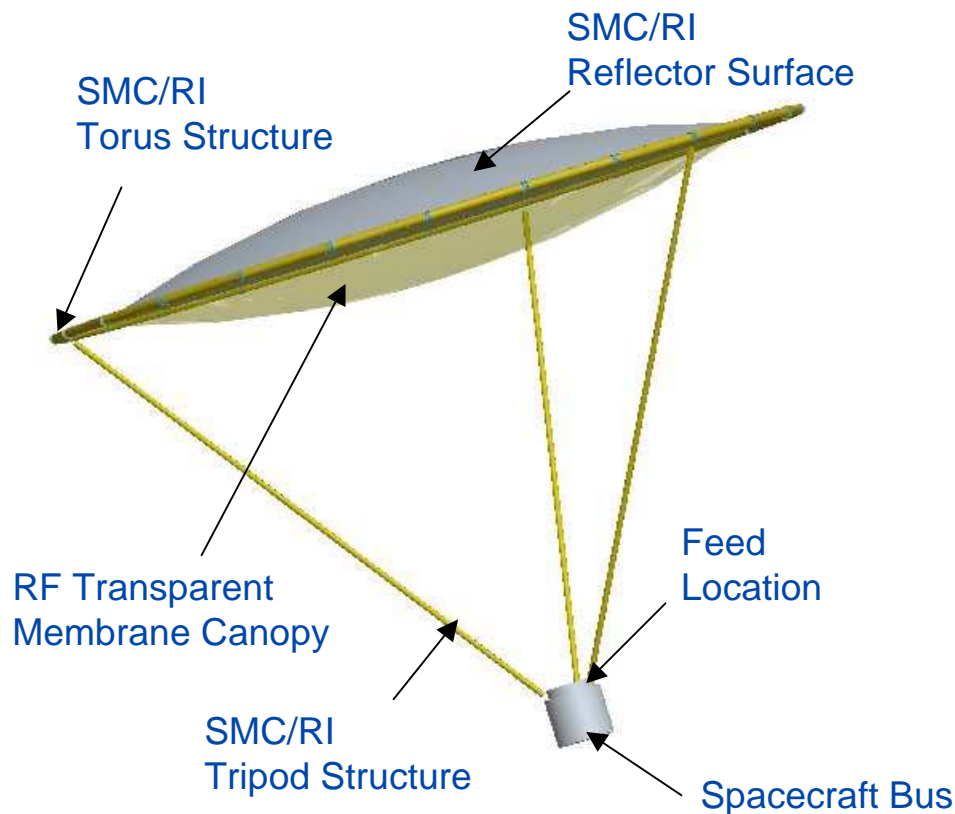 SMC/RI
Reflector Surface
SMC/RI
Torus Structure
RF Transparent
Membrane Canopy
Feed
Location
SMC/RI
Tripod Structure
Spacecraft Bus